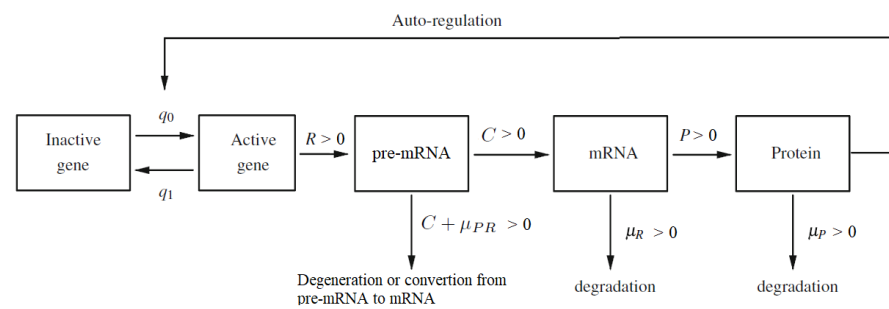 Auto-regulation
q0
Inactive gene
q1
Active gene
R > 0
pre-mRNA
C > 0
mRNA
P > 0
Protein
C + μPR > 0
μR > 0
μP > 0
Degeneration or convertion from
pre-mRNA to mRNA
degradation
degradation